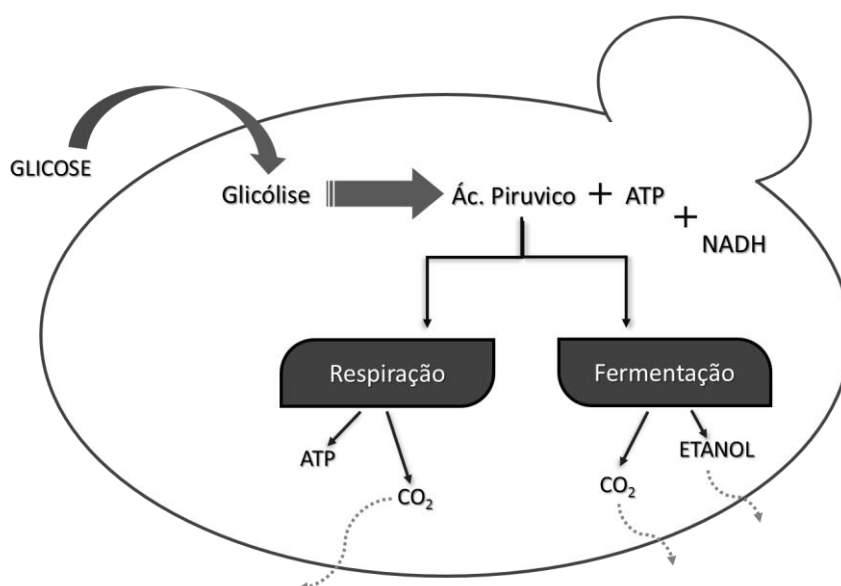 GLICOSE
Glicólise
Ác. Piruvico + ATP
+
NADH
Respiração
Fermentação
ATP
CO₂
CO₂
ETANOL